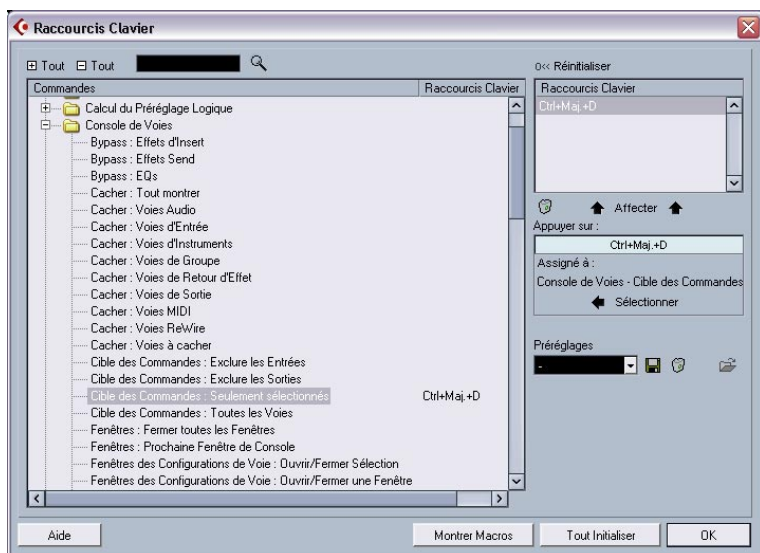 Raccourcis Clavier
Tout Tout
Commandes Raccourcis Clavier
Calcul du Préréglage Logique
Console de Voies
Bypass : Effets d'Insert
Bypass : Effets Send
Bypass : EQs
Cacher : Tout montrer
Cacher : Voies Audio
Cacher : Voies d'Entrée
Cacher : Voies d'Instruments
Cacher : Voies de Groupe
Cacher : Voies de Retour d'Effet
Cacher : Voies de Sortie
Cacher : Voies MIDI
Cacher : Voies ReWire
Cacher : Voies à cacher
Cible des Commandes : Exclure les Entrées
Cible des Commandes : Exclure les Sorties
Cible des Commandes : Seulement sélectionnés Ctrl+Maj.+D
Cible des Commandes : Toutes les Voies
Fenêtres : Fermer toutes les Fenêtres
Fenêtres : Prochaine Fenêtre de Console
Fenêtres des Configurations de Voie : Ouvrir/Fermer Sélection
Fenêtres des Configurations de Voie : Ouvrir/Fermer une Fenêtre
0<< Réinitialiser
Raccourcis Clavier
Ctrl+Maj.+D
Affecter
Appuyer sur :
Ctrl+Maj.+D
Assigné à :
Console de Voies - Cible des Commandes
Sélectionner
Préréglages
-
Aide
Montrer Macros
Tout Initialiser
OK